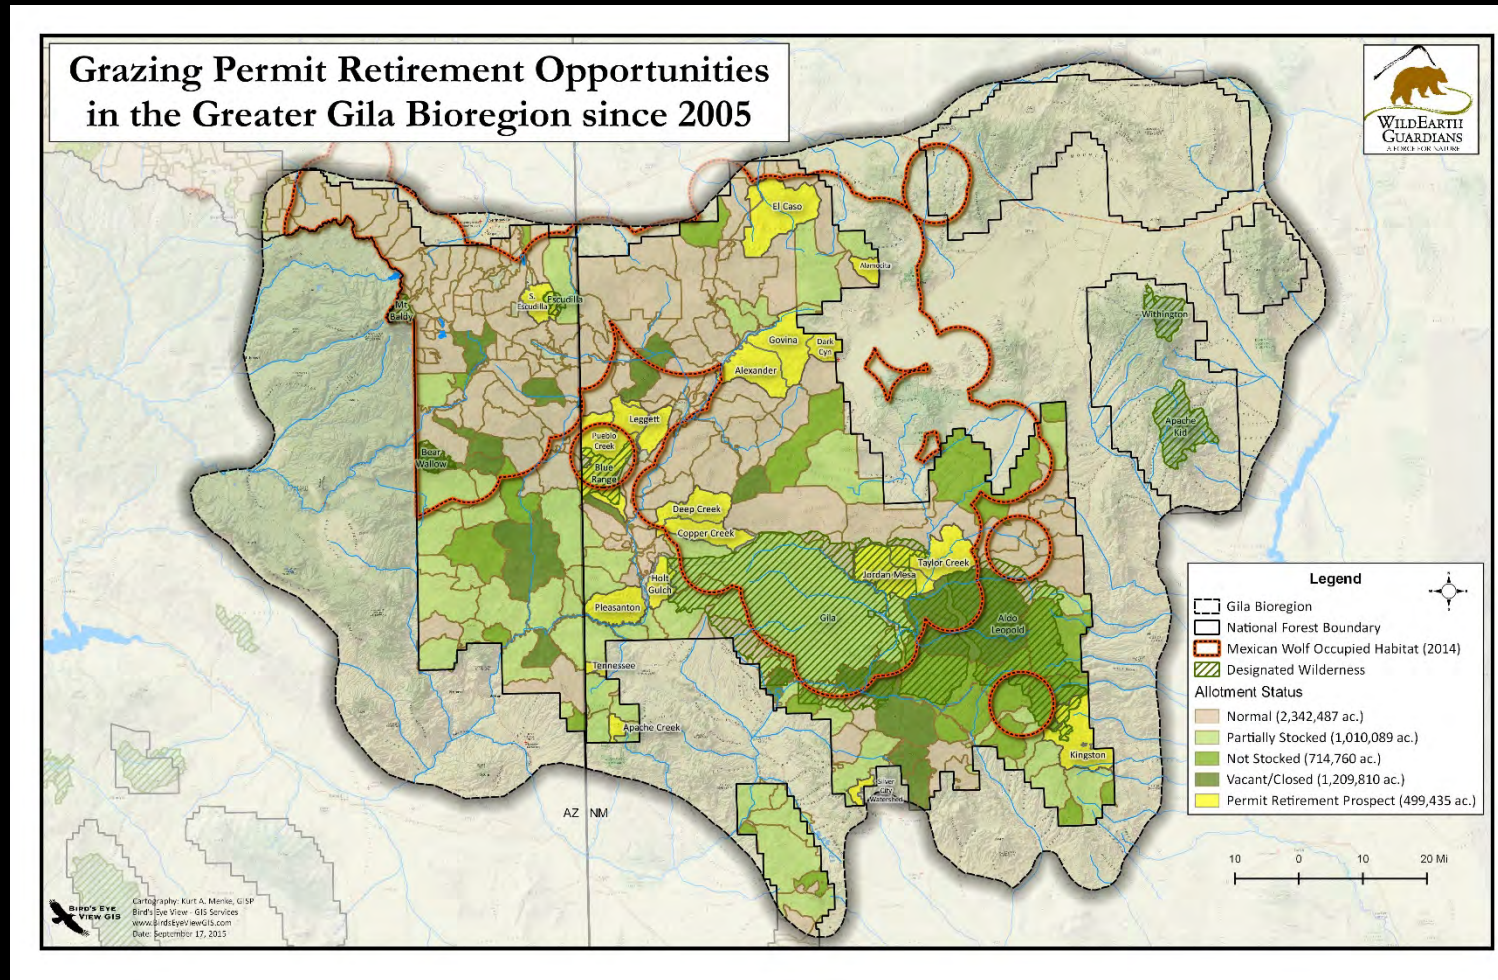 Grazing Permit Retirement Opportunities
in the Greater Gila Bioregion since 2005
WILDEARTH
GUARDIANS
A FORCE FOR NATURE
El Caso
Alamocita
S.
Escudilla
Escudilla
Mt
Baldy
Withington
Govina
Dark
Cyn
Alexander
Leggett
Apache
Kid
Pueblo
Creek
Bear
Wallow
Blue
Range
Deep Creek
Copper Creek
Taylor Creek
Jordan Mesa
Holt
Gulch
Pleasanton
Gila
Aldo
Leopold
Tennessee
Apache Creek
Kingston
Silver
City
Watershed
AZ NM
Legend
Gila Bioregion
National Forest Boundary
Mexican Wolf Occupied Habitat (2014)
Designated Wilderness
Allotment Status
Normal (2,342,487 ac.)
Partially Stocked (1,010,089 ac.)
Not Stocked (714,760 ac.)
Vacant/Closed (1,209,810 ac.)
Permit Retirement Prospect (499,435 ac.)
10 0 10 20 Mi
BIRD'S EYE
VIEW GIS
Cartography: Kurt A. Menke, GISP
Bird's Eye View - GIS Services
www.BirdsEyeViewGIS.com
Date: September 17, 2015